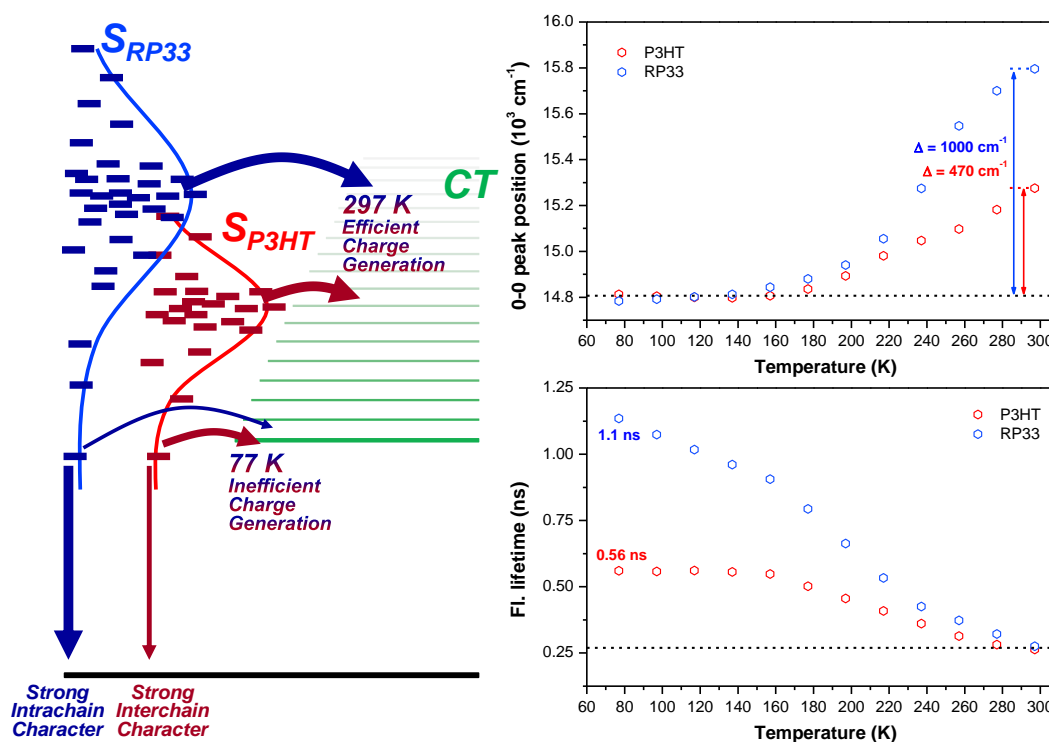 S_RP33
S_P3HT
CT
297 K
Efficient
Charge
Generation
77 K
Inefficient
Charge
Generation
Strong
Intrachain
Character
Strong
Interchain
Character
0-0 peak position (10³ cm⁻¹)
16.0
15.8
15.6
15.4
15.2
15.0
14.8
P3HT
RP33
Δ = 1000 cm⁻¹
Δ = 470 cm⁻¹
60 80 100 120 140 160 180 200 220 240 260 280 300
Temperature (K)
Fl. lifetime (ns)
1.25
1.00
0.75
0.50
0.25
P3HT
RP33
1.1 ns
0.56 ns
60 80 100 120 140 160 180 200 220 240 260 280 300
Temperature (K)